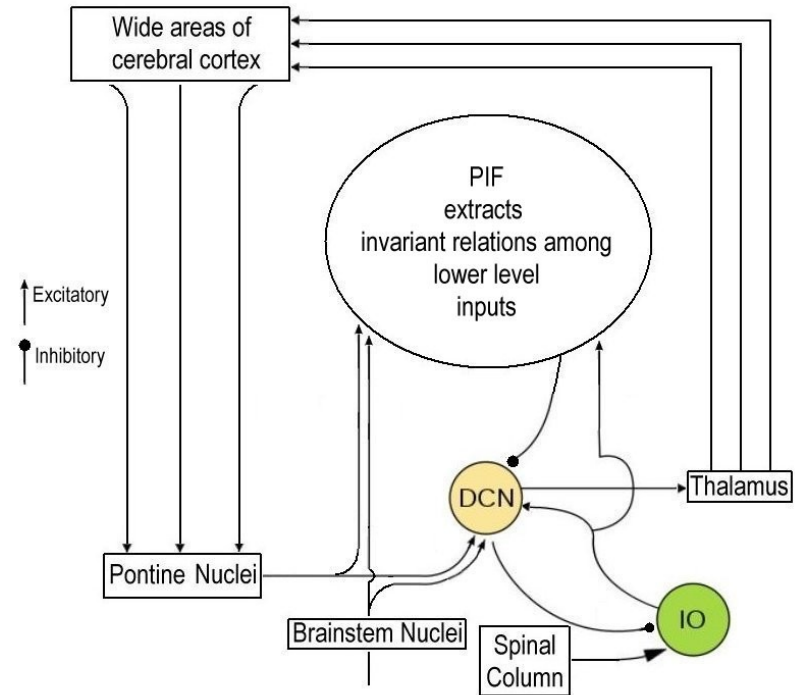 Wide areas of
cerebral cortex
PIF
extracts
invariant relations among
lower level
inputs
Excitatory
Inhibitory
DCN
Thalamus
Pontine Nuclei
Brainstem Nuclei
IO
Spinal
Column